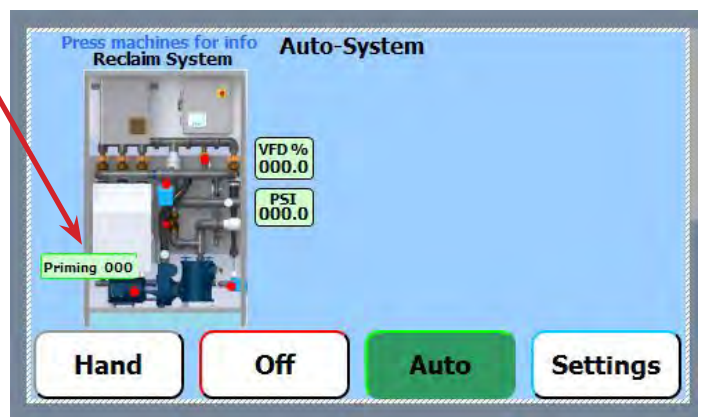 Press machines for info
Auto-System
Reclaim System
VFD %
000.0
PSI
000.0
Priming 000
Hand
Off
Auto
Settings